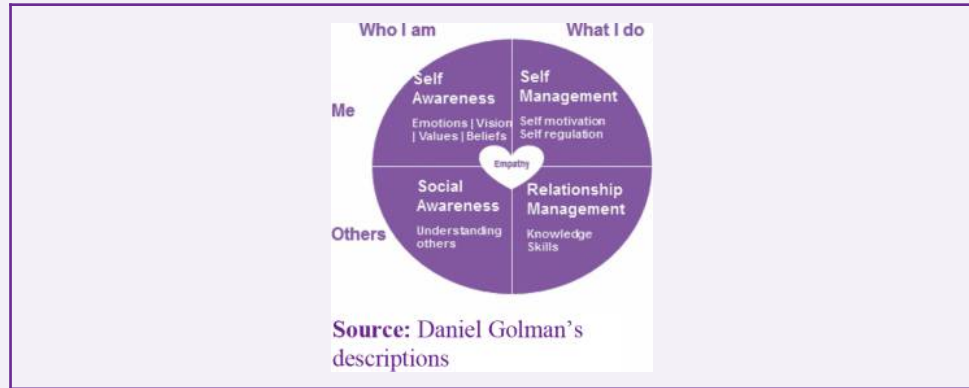 Who I am
What I do
Me
Self
Awareness
Emotions | Vision
| Values | Beliefs
Self
Management
Self motivation
Self regulation
Empathy
Others
Social
Awareness
Understanding
others
Relationship
Management
Knowledge
Skills
Source: Daniel Golman's
descriptions